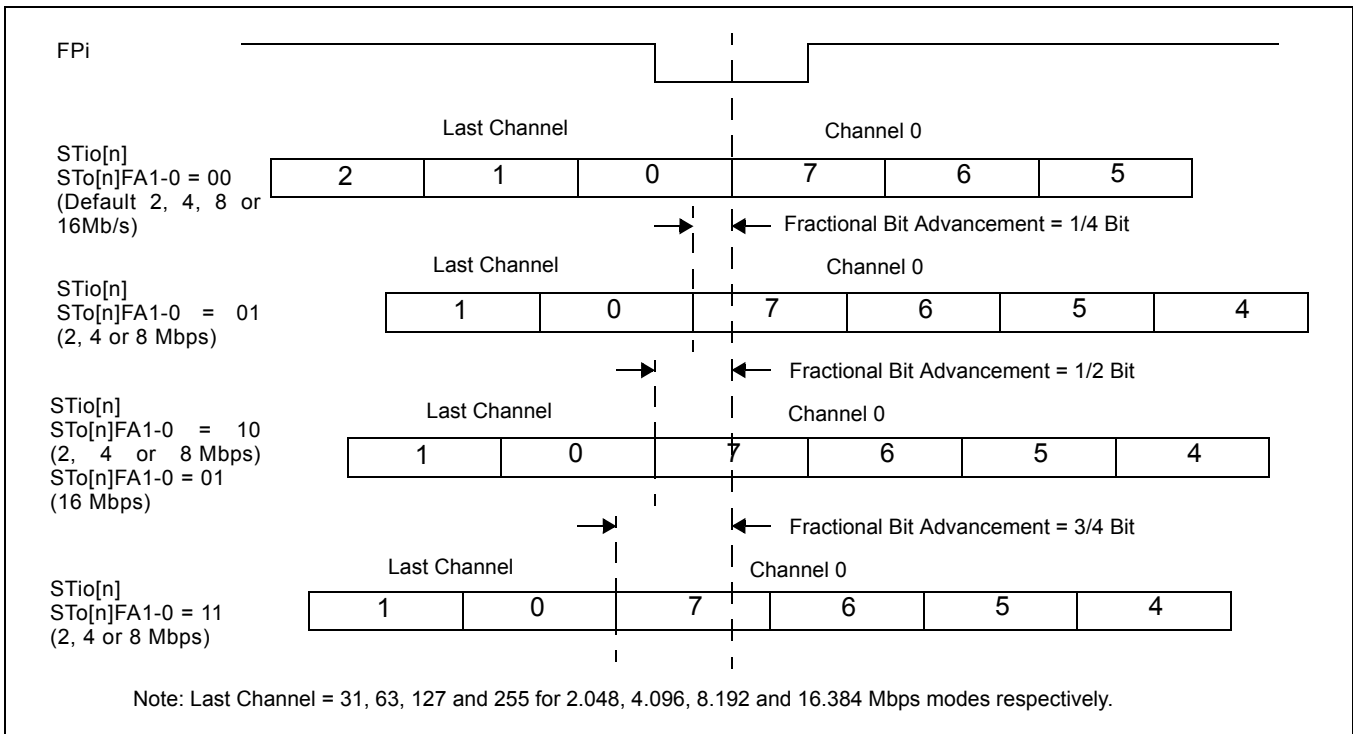 FPi
Last Channel Channel 0
STio[n]
STo[n]FA1-0 = 00
(Default 2, 4, 8 or
16Mb/s)
2 1 0 7 6 5
Fractional Bit Advancement = 1/4 Bit
Last Channel Channel 0
STio[n]
STo[n]FA1-0 = 01
(2, 4 or 8 Mbps)
1 0 7 6 5 4
Fractional Bit Advancement = 1/2 Bit
Last Channel Channel 0
STio[n]
STo[n]FA1-0 = 10
(2, 4 or 8 Mbps)
STo[n]FA1-0 = 01
(16 Mbps)
1 0 7 6 5 4
Fractional Bit Advancement = 3/4 Bit
Last Channel Channel 0
STio[n]
STo[n]FA1-0 = 11
(2, 4 or 8 Mbps)
1 0 7 6 5 4
Note: Last Channel = 31, 63, 127 and 255 for 2.048, 4.096, 8.192 and 16.384 Mbps modes respectively.